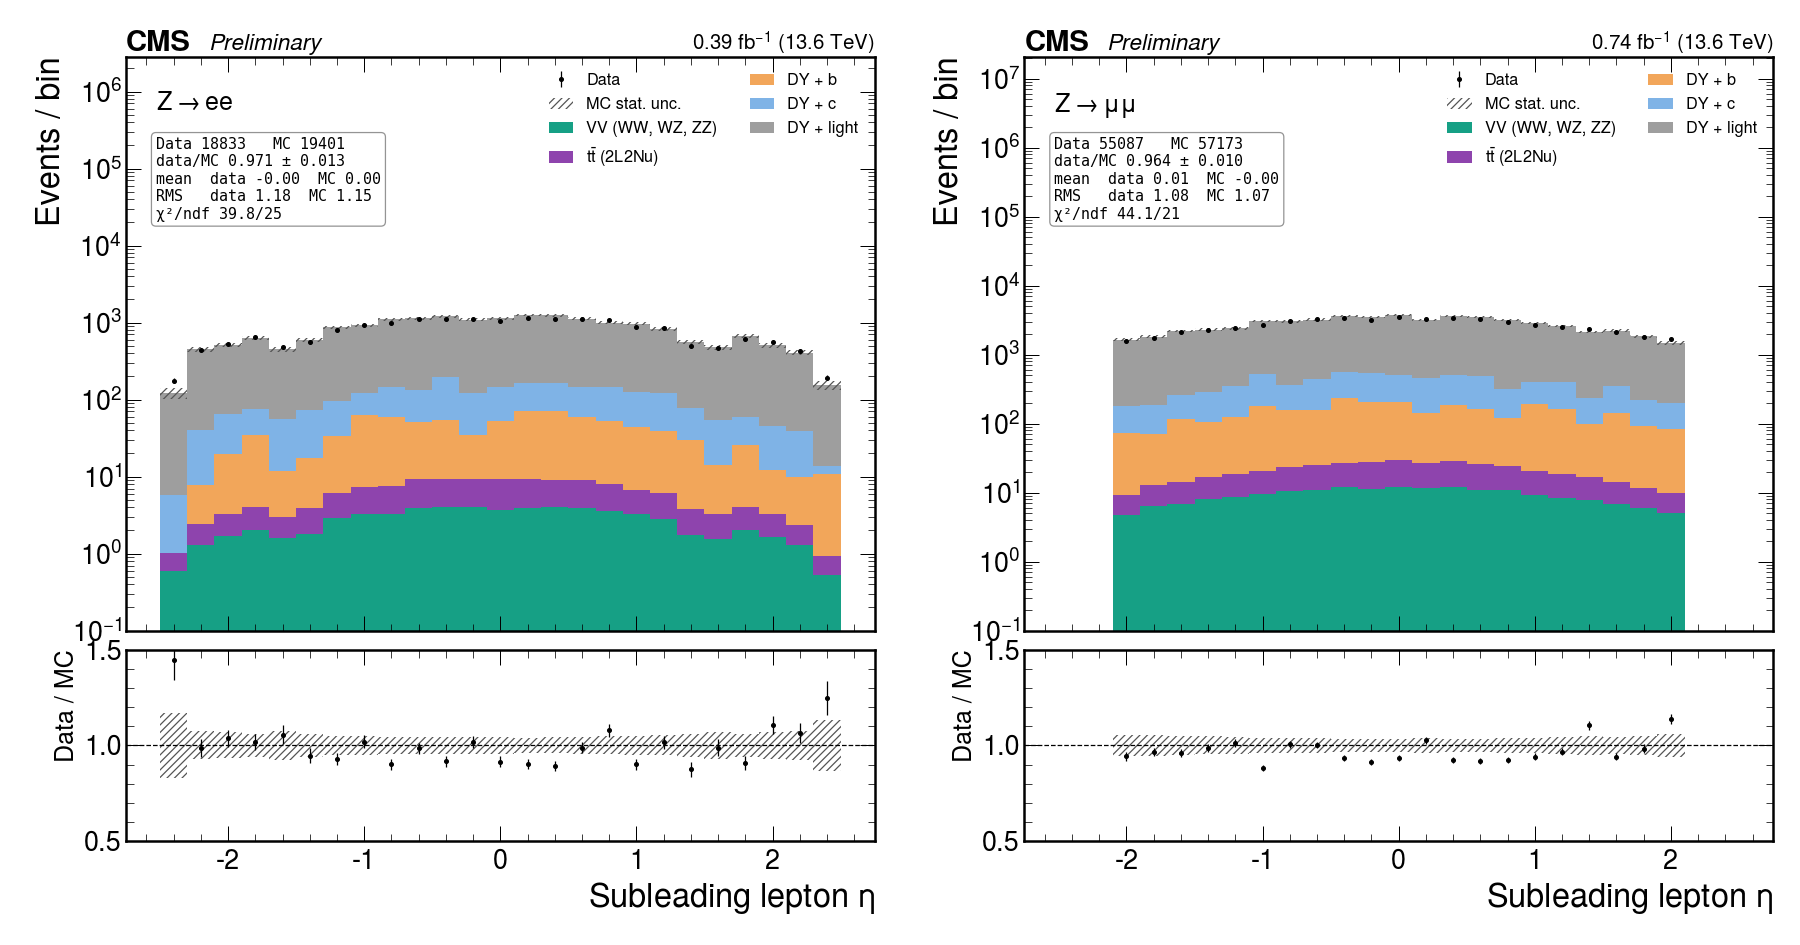 CMS Preliminary 0.39 fb⁻¹ (13.6 TeV)
Events / bin
10⁶
10⁵
10⁴
10³
10²
10¹
10⁰
10⁻¹
Z → ee
Data 18833 MC 19401
data/MC 0.971 ± 0.013
mean data -0.00 MC 0.00
RMS data 1.18 MC 1.15
χ²/ndf 39.8/25
Data
MC stat. unc.
VV (WW, WZ, ZZ)
tt̄ (2L2Nu)
DY + b
DY + c
DY + light
Data / MC
1.5
1.0
0.5
-2 -1 0 1 2
Subleading lepton η
CMS Preliminary 0.74 fb⁻¹ (13.6 TeV)
Events / bin
10⁷
10⁶
10⁵
10⁴
10³
10²
10¹
10⁰
10⁻¹
Z → μμ
Data 55087 MC 57173
data/MC 0.964 ± 0.010
mean data 0.01 MC -0.00
RMS data 1.08 MC 1.07
χ²/ndf 44.1/21
Data
MC stat. unc.
VV (WW, WZ, ZZ)
tt̄ (2L2Nu)
DY + b
DY + c
DY + light
Data / MC
1.5
1.0
0.5
-2 -1 0 1 2
Subleading lepton η